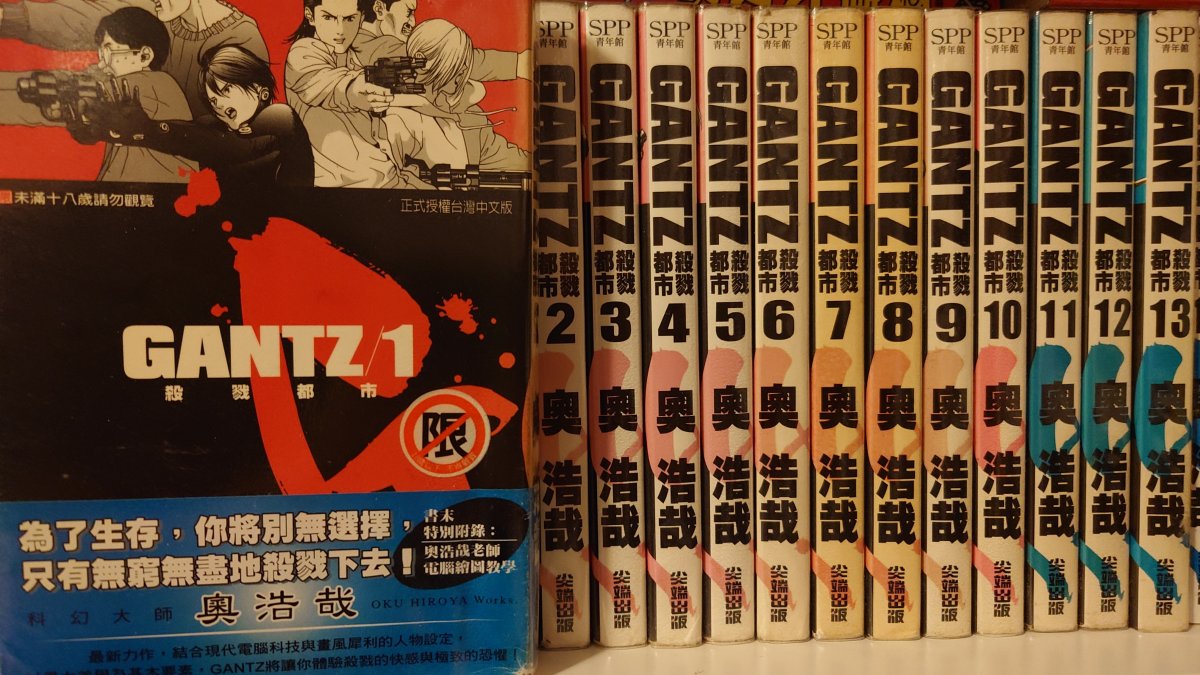 未滿十八歲請勿觀覽
正式授權台灣中文版
GANTZ/1
殺戮都市
限
為了生存，你將別無選擇，
只有無窮無盡地殺戮下去！
書末
特別附錄：
奧浩哉老師
電腦繪圖教學
科幻大師 奧浩哉 OKU HIROYA Works.
最新力作，結合現代電腦科技與畫風犀利的人物設定，
GANTZ將讓你體驗殺戮的快感與極致的恐懼！
SPP 青年館 GANTZ 殺戮都市 2 奧 浩哉 尖端出版
SPP 青年館 GANTZ 殺戮都市 3 奧 浩哉 尖端出版
SPP 青年館 GANTZ 殺戮都市 4 奧 浩哉 尖端出版
SPP 青年館 GANTZ 殺戮都市 5 奧 浩哉 尖端出版
SPP 青年館 GANTZ 殺戮都市 6 奧 浩哉 尖端出版
SPP 青年館 GANTZ 殺戮都市 7 奧 浩哉 尖端出版
SPP 青年館 GANTZ 殺戮都市 8 奧 浩哉 尖端出版
SPP 青年館 GANTZ 殺戮都市 9 奧 浩哉 尖端出版
SPP 青年館 GANTZ 殺戮都市 10 奧 浩哉 尖端出版
SPP 青年館 GANTZ 殺戮都市 11 奧 浩哉 尖端出版
SPP 青年館 GANTZ 殺戮都市 12 奧 浩哉 尖端出版
SPP 青年館 GANTZ 殺戮都市 13 奧 浩哉 尖端出版